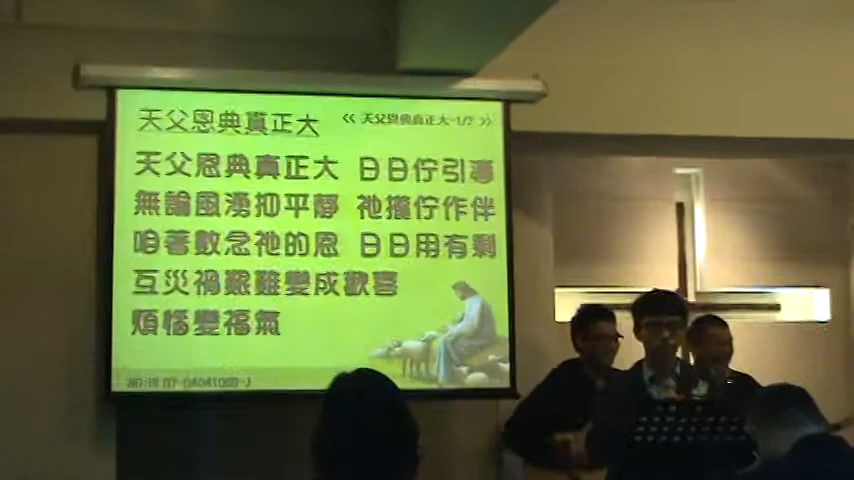 天父恩典真正大
《 天父恩典真正大-1/2 》
天父恩典真正大 日日佇引導
無論風湧抑平靜 祂攏佇作伴
咱著數念祂的恩 日日用有剩
互災禍艱難變成歡喜
煩惱變福氣